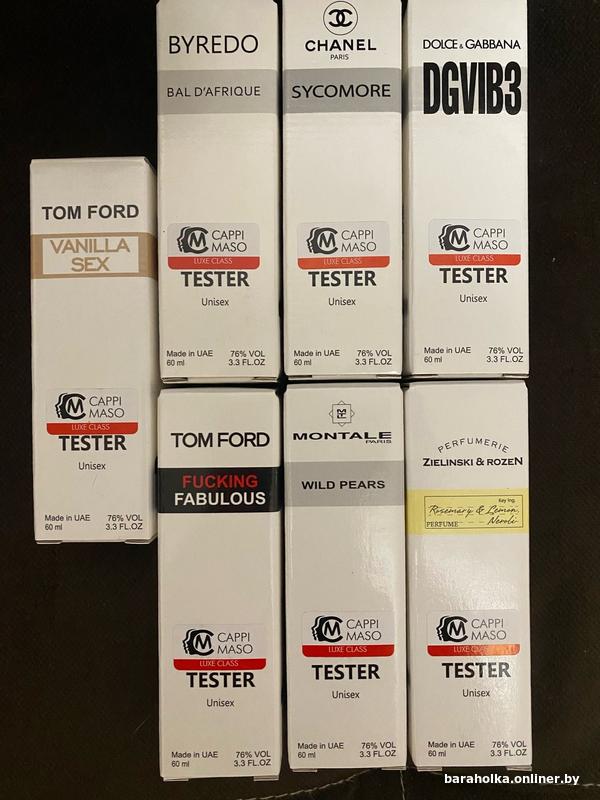 BYREDO
BAL D'AFRIQUE
CAPPI
MASO
LUXE CLASS
TESTER
Unisex
Made in UAE 76% VOL
60 ml 3.3 FL.OZ
CHANEL
PARIS
SYCOMORE
CAPPI
MASO
LUXE CLASS
TESTER
Unisex
Made in UAE 76% VOL
60 ml 3.3 FL.OZ
DOLCE & GABBANA
DGVIB3
CAPPI
MASO
LUXE CLASS
TESTER
Unisex
Made in UAE 76% VOL
60 ml 3.3 FL.OZ
TOM FORD
VANILLA
SEX
CAPPI
MASO
LUXE CLASS
TESTER
Unisex
Made in UAE 76% VOL
60 ml 3.3 FL.OZ
TOM FORD
FUCKING
FABULOUS
CAPPI
MASO
LUXE CLASS
TESTER
Unisex
Made in UAE 76% VOL
60 ml 3.3 FL.OZ
MONTALE
PARIS
WILD PEARS
CAPPI
MASO
LUXE CLASS
TESTER
Unisex
Made in UAE 76% VOL
60 ml 3.3 FL.OZ
PERFUMERIE
ZIELINSKI & ROZEN
Key Ing.
Rosemary & Lemon,
PERFUME Neroli
CAPPI
MASO
LUXE CLASS
TESTER
Unisex
Made in UAE 76% VOL
60 ml 3.3 FL.OZ
baraholka.onliner.by